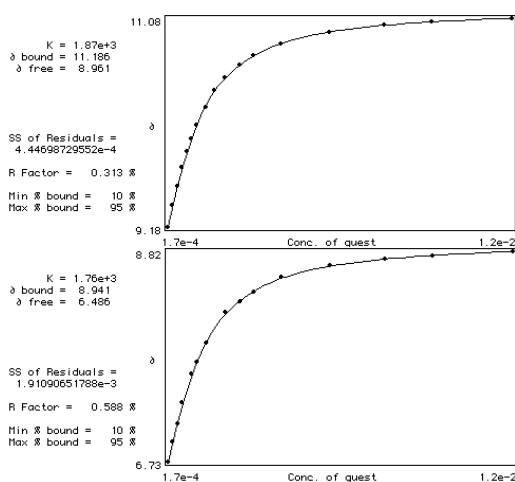 11.08
K = 1.87e+3
∂ bound = 11.186
∂ free = 8.961
∂
SS of Residuals =
4.44698729552e-4
R Factor = 0.313 %
Min % bound = 10 %
Max % bound = 95 %
9.18
1.7e-4 Conc. of guest 1.2e-2
8.82
K = 1.76e+3
∂ bound = 8.941
∂ free = 6.486
∂
SS of Residuals =
1.91090651788e-3
R Factor = 0.588 %
Min % bound = 10 %
Max % bound = 95 %
6.73
1.7e-4 Conc. of guest 1.2e-2